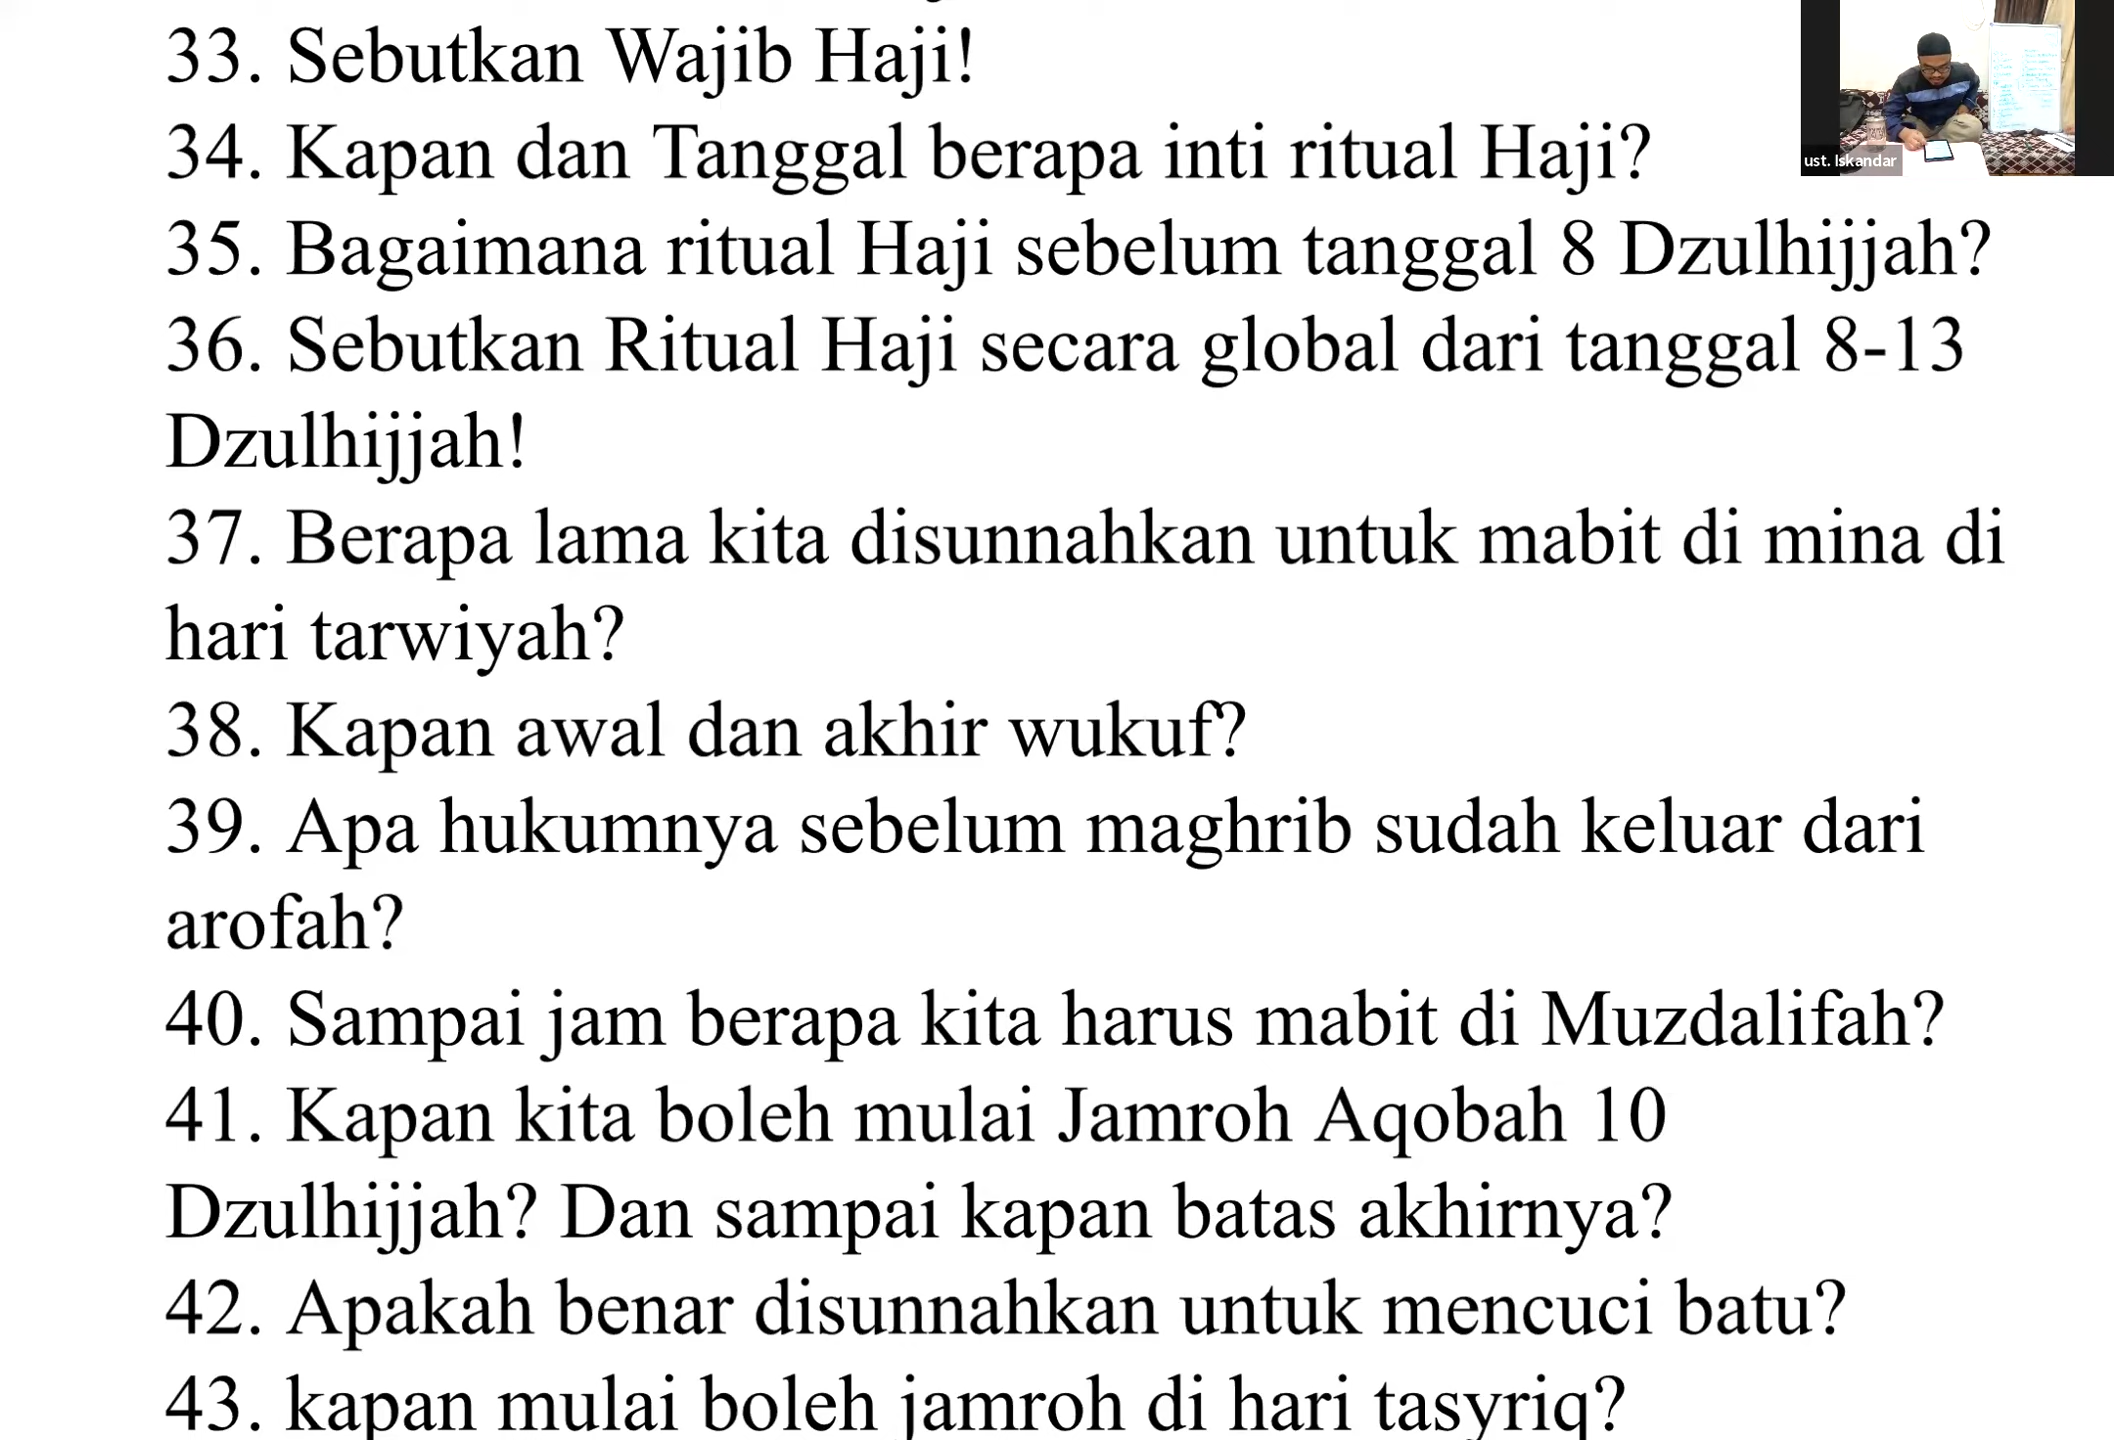 33. Sebutkan Wajib Haji!
34. Kapan dan Tanggal berapa inti ritual Haji?
35. Bagaimana ritual Haji sebelum tanggal 8 Dzulhijjah?
36. Sebutkan Ritual Haji secara global dari tanggal 8-13
Dzulhijjah!
37. Berapa lama kita disunnahkan untuk mabit di mina di
hari tarwiyah?
38. Kapan awal dan akhir wukuf?
39. Apa hukumnya sebelum maghrib sudah keluar dari
arofah?
40. Sampai jam berapa kita harus mabit di Muzdalifah?
41. Kapan kita boleh mulai Jamroh Aqobah 10
Dzulhijjah? Dan sampai kapan batas akhirnya?
42. Apakah benar disunnahkan untuk mencuci batu?
43. kapan mulai boleh jamroh di hari tasyriq?
ust. Iskandar